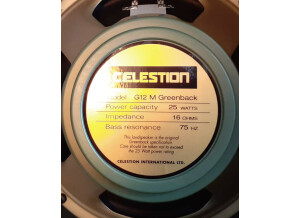 CELESTION
Model G12 M Greenback
Power capacity 25 WATTS
Impedance 16 OHMS
Bass resonance 75 HZ
This loudspeaker is the original
Greenback specification
Care should be taken not to exceed
the 25 Watt power rating
CELESTION INTERNATIONAL LTD.